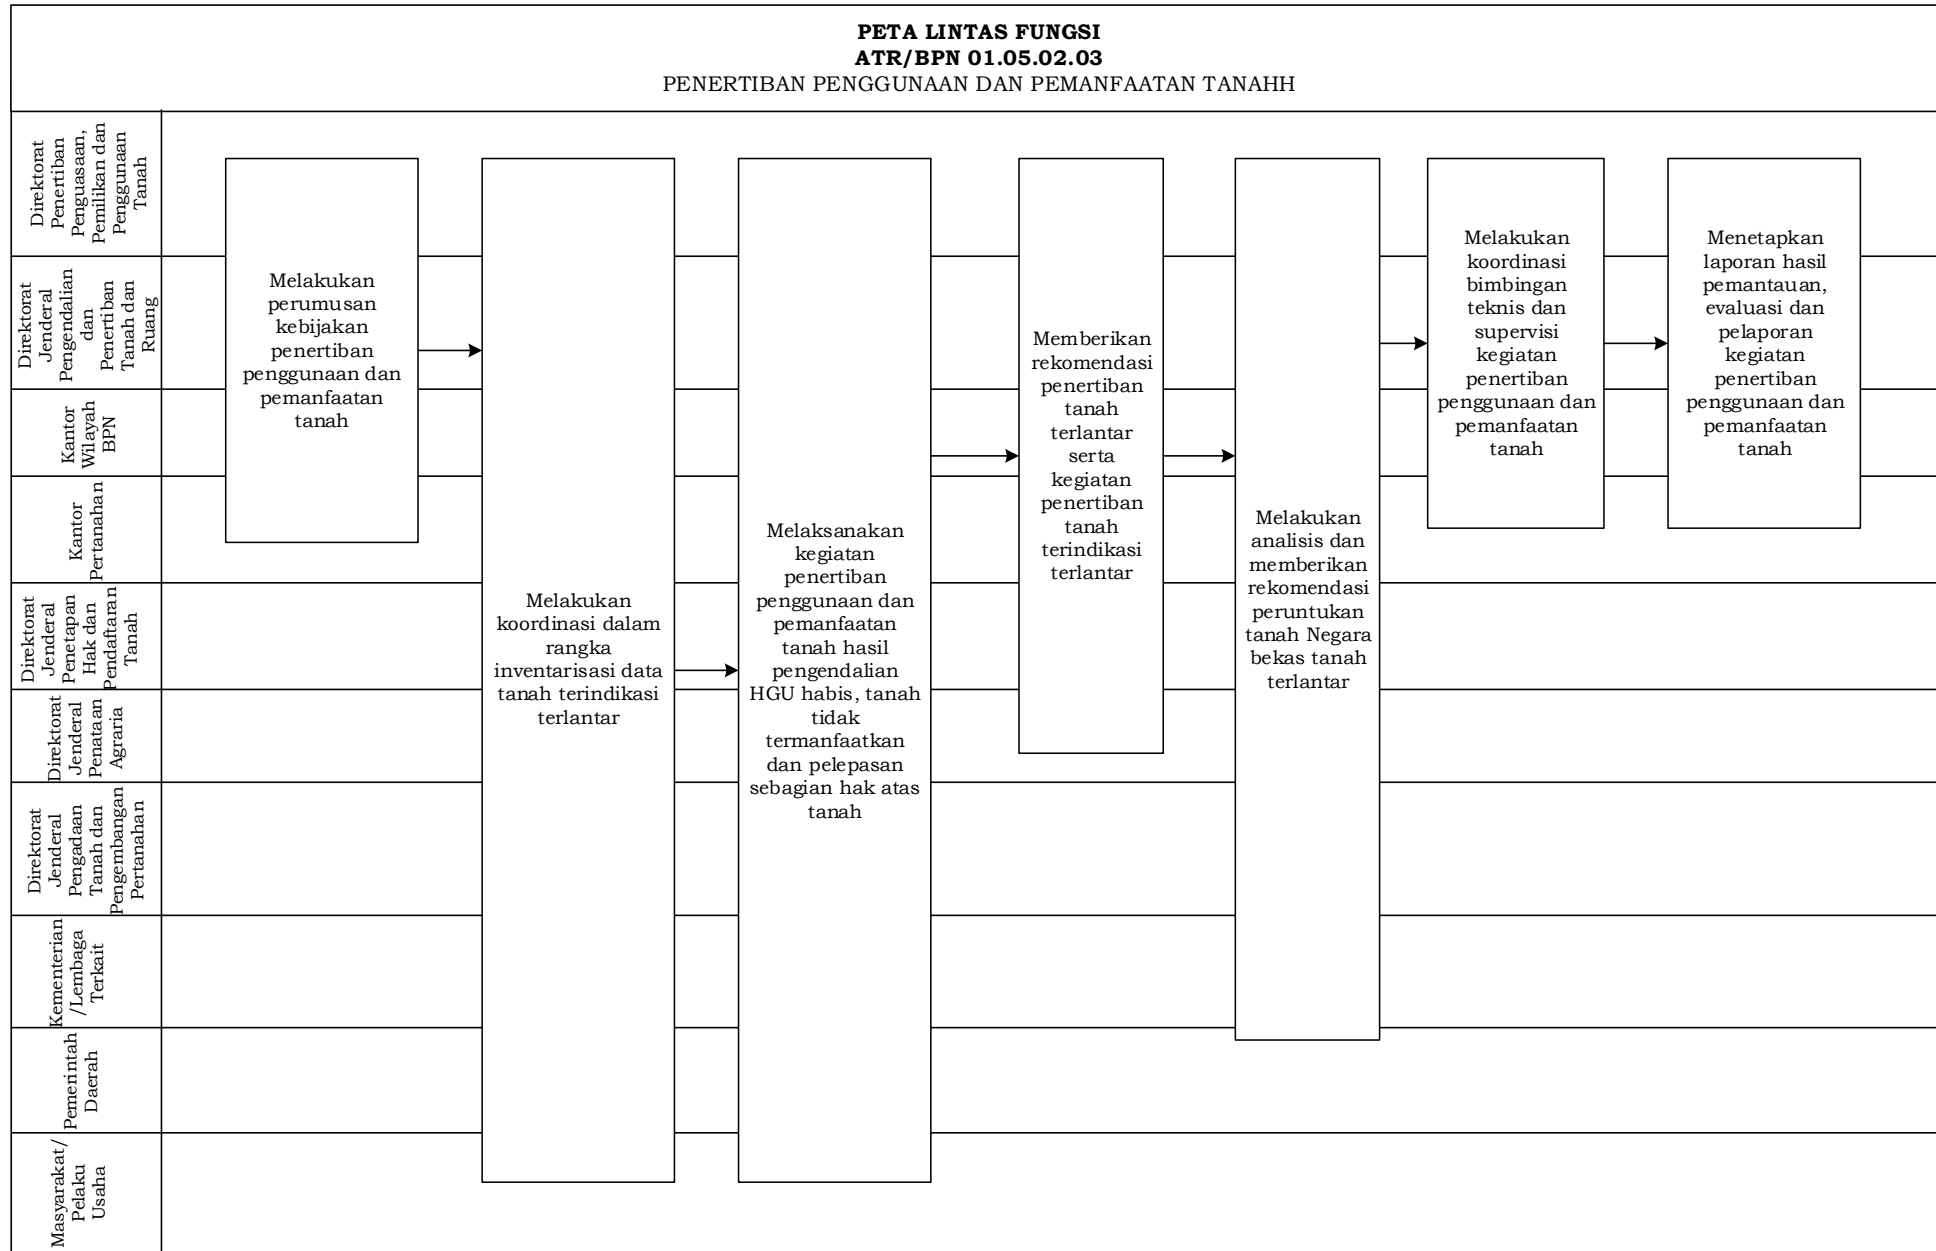 PETA LINTAS FUNGSI
ATR/BPN 01.05.02.03
PENERTIBAN PENGGUNAAN DAN PEMANFAATAN TANAHH
Direktorat
Penertiban
Penguasaan,
Pemilikan dan
Penggunaan
Tanah
Direktorat
Jenderal
Pengendalian
dan
Penertiban
Tanah dan
Ruang
Kantor
Wilayah
BPN
Kantor
Pertanahan
Direktorat
Jenderal
Penetapan
Hak dan
Pendaftaran
Tanah
Direktorat
Jenderal
Penataan
Agraria
Direktorat
Jenderal
Pengadaan
Tanah dan
Pengembangan
Pertanahan
Kementerian
/Lembaga
Terkait
Pemerintah
Daerah
Masyarakat/
Pelaku
Usaha
Melakukan
perumusan
kebijakan
penertiban
penggunaan dan
pemanfaatan
tanah
Melakukan
koordinasi dalam
rangka
inventarisasi data
tanah terindikasi
terlantar
Melaksanakan
kegiatan
penertiban
penggunaan dan
pemanfaatan
tanah hasil
pengendalian
HGU habis, tanah
tidak
termanfaatkan
dan pelepasan
sebagian hak atas
tanah
Memberikan
rekomendasi
penertiban
tanah
terlantar
serta
kegiatan
penertiban
tanah
terindikasi
terlantar
Melakukan
analisis dan
memberikan
rekomendasi
peruntukan
tanah Negara
bekas tanah
terlantar
Melakukan
koordinasi
bimbingan
teknis dan
supervisi
kegiatan
penertiban
penggunaan dan
pemanfaatan
tanah
Menetapkan
laporan hasil
pemantauan,
evaluasi dan
pelaporan
kegiatan
penertiban
penggunaan dan
pemanfaatan
tanah